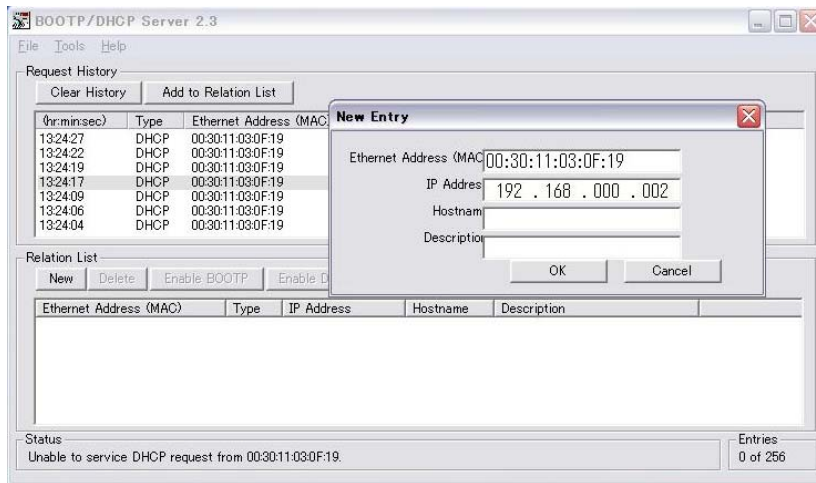 BOOTP/DHCP Server 2.3
File Tools Help
Request History
Clear History Add to Relation List
(hr:min:sec) Type Ethernet Address (MAC)
13:24:27 DHCP 00:30:11:03:0F:19
13:24:22 DHCP 00:30:11:03:0F:19
13:24:19 DHCP 00:30:11:03:0F:19
13:24:17 DHCP 00:30:11:03:0F:19
13:24:09 DHCP 00:30:11:03:0F:19
13:24:06 DHCP 00:30:11:03:0F:19
13:24:04 DHCP 00:30:11:03:0F:19
New Entry
Ethernet Address (MAC 00:30:11:03:0F:19
IP Addres 192 . 168 . 000 . 002
Hostnam
Descriptio
OK Cancel
Relation List
New Delete Enable BOOTP Enable D
Ethernet Address (MAC) Type IP Address Hostname Description
Status
Unable to service DHCP request from 00:30:11:03:0F:19.
Entries
0 of 256